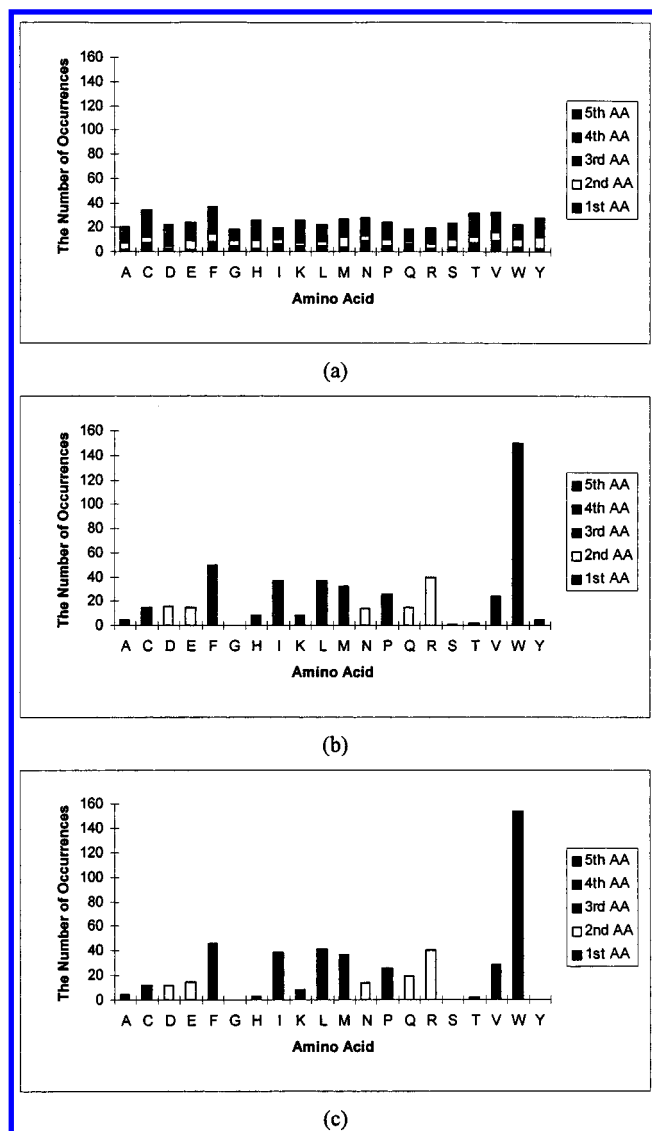 The Number of Occurrences
160
140
120
100
80
60
40
20
0
A C D E F G H I K L M N P Q R S T V W Y
Amino Acid
5th AA
4th AA
3rd AA
2nd AA
1st AA
(a)
The Number of Occurrences
160
140
120
100
80
60
40
20
0
A C D E F G H I K L M N P Q R S T V W Y
Amino Acid
5th AA
4th AA
3rd AA
2nd AA
1st AA
(b)
The Number of Occurrences
160
140
120
100
80
60
40
20
0
A C D E F G H I K L M N P Q R S T V W Y
Amino Acid
5th AA
4th AA
3rd AA
2nd AA
1st AA
(c)